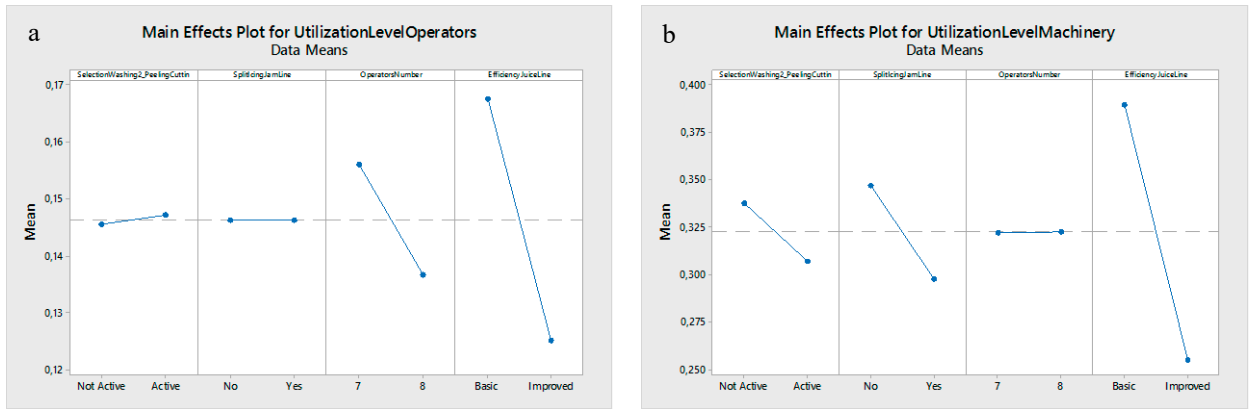 a
Main Effects Plot for UtilizationLevelOperators
Data Means
SelectionWashing2_PeelingCuttin SplitIcingJamLine OperatorsNumber EfficiencyJuiceLine
0,17
0,16
0,15
0,14
0,13
0,12
Mean
Not Active Active No Yes 7 8 Basic Improved
b
Main Effects Plot for UtilizationLevelMachinery
Data Means
SelectionWashing2_PeelingCuttin SplitIcingJamLine OperatorsNumber EfficiencyJuiceLine
0,400
0,375
0,350
0,325
0,300
0,275
0,250
Mean
Not Active Active No Yes 7 8 Basic Improved